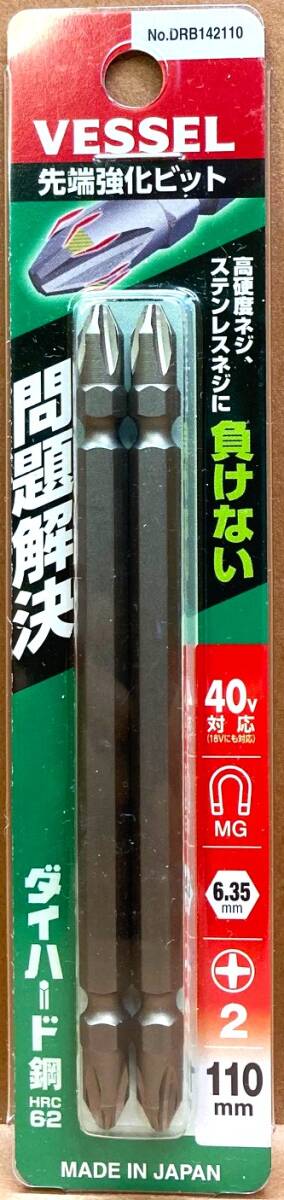 No.DRB142110
VESSEL
先端強化ビット
高硬度ネジ、
ステンレスネジに
負けない
問題解決
40V
対応
(18Vにも対応)
MG
6.35
mm
2
110
mm
ダイハード鋼
HRC
62
MADE IN JAPAN